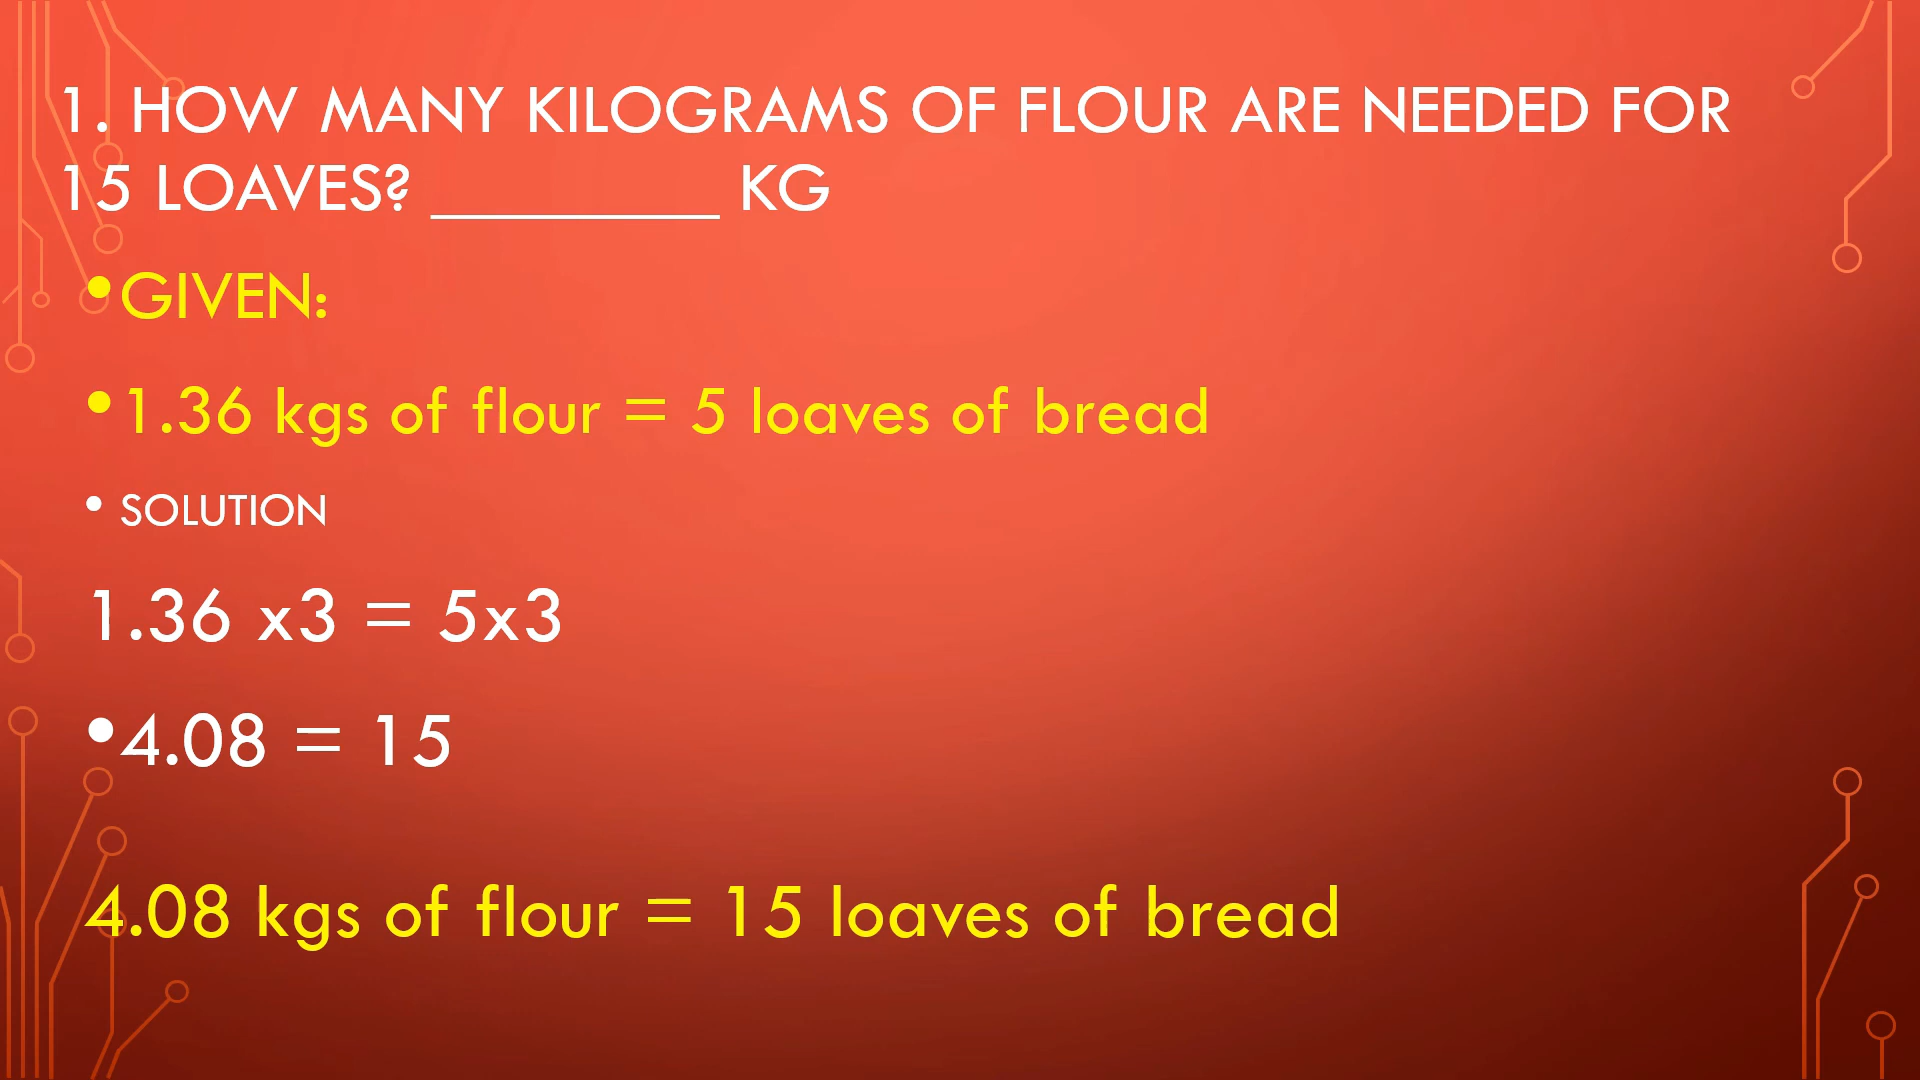 1. HOW MANY KILOGRAMS OF FLOUR ARE NEEDED FOR
15 LOAVES? _________ KG
•GIVEN:
•1.36 kgs of flour = 5 loaves of bread
• SOLUTION
1.36 x3 = 5x3
•4.08 = 15
4.08 kgs of flour = 15 loaves of bread